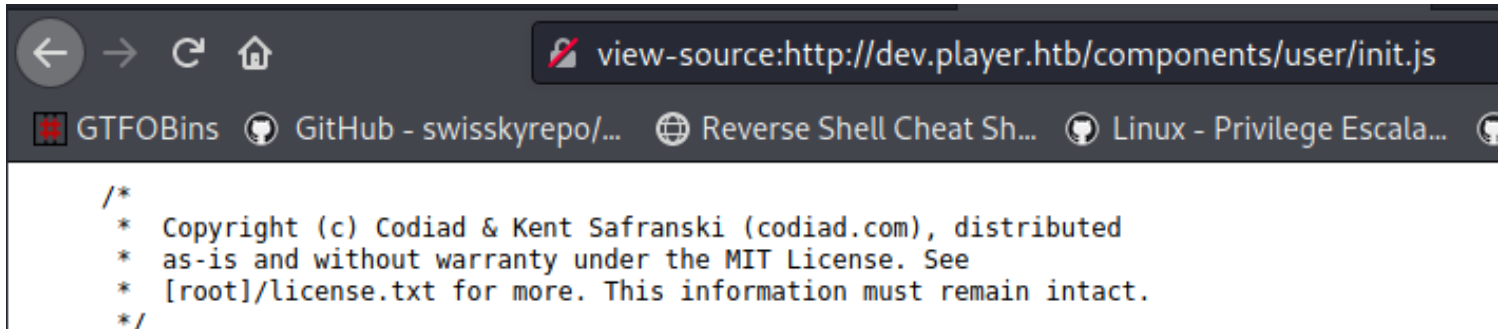 view-source:http://dev.player.htb/components/user/init.js
GTFOBins GitHub - swisskyrepo/... Reverse Shell Cheat Sh... Linux - Privilege Escala...
/*
* Copyright (c) Codiad & Kent Safranski (codiad.com), distributed
* as-is and without warranty under the MIT License. See
* [root]/license.txt for more. This information must remain intact.
*/